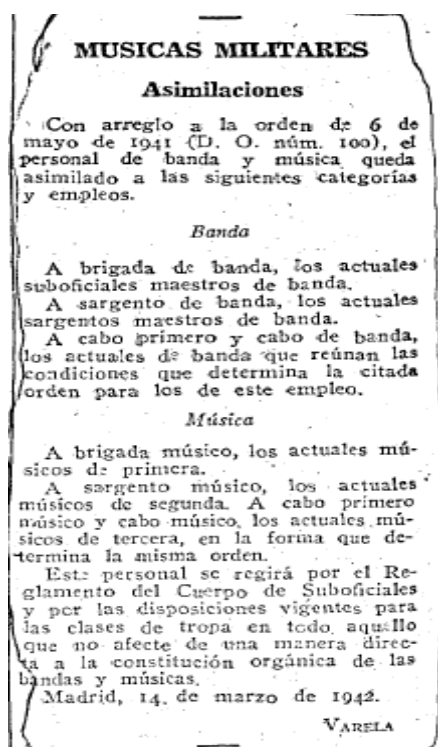 MUSICAS MILITARES
Asimilaciones
Con arreglo a la orden de 6 de
mayo de 1941 (D. O. núm. 100), el
personal de banda y música queda
asimilado a las siguientes categorías
y empleos.
Banda
A brigada de banda, los actuales
suboficiales maestros de banda.
A sargento de banda, los actuales
sargentos maestros de banda.
A cabo primero y cabo de banda,
los actuales de banda que reúnan las
condiciones que determina la citada
orden para los de este empleo.
Música
A brigada músico, los actuales mú-
sicos de primera.
A sargento músico, los actuales
músicos de segunda. A cabo primero
músico y cabo músico, los actuales mú-
sicos de tercera, en la forma que de-
termina la misma orden.
Este personal se regirá por el Re-
glamento del Cuerpo de Suboficiales
y por las disposiciones vigentes para
las clases de tropa en todo aquello
que no afecte de una manera direc-
ta a la constitución orgánica de las
bandas y músicas.
Madrid, 14 de marzo de 1942.
VARELA